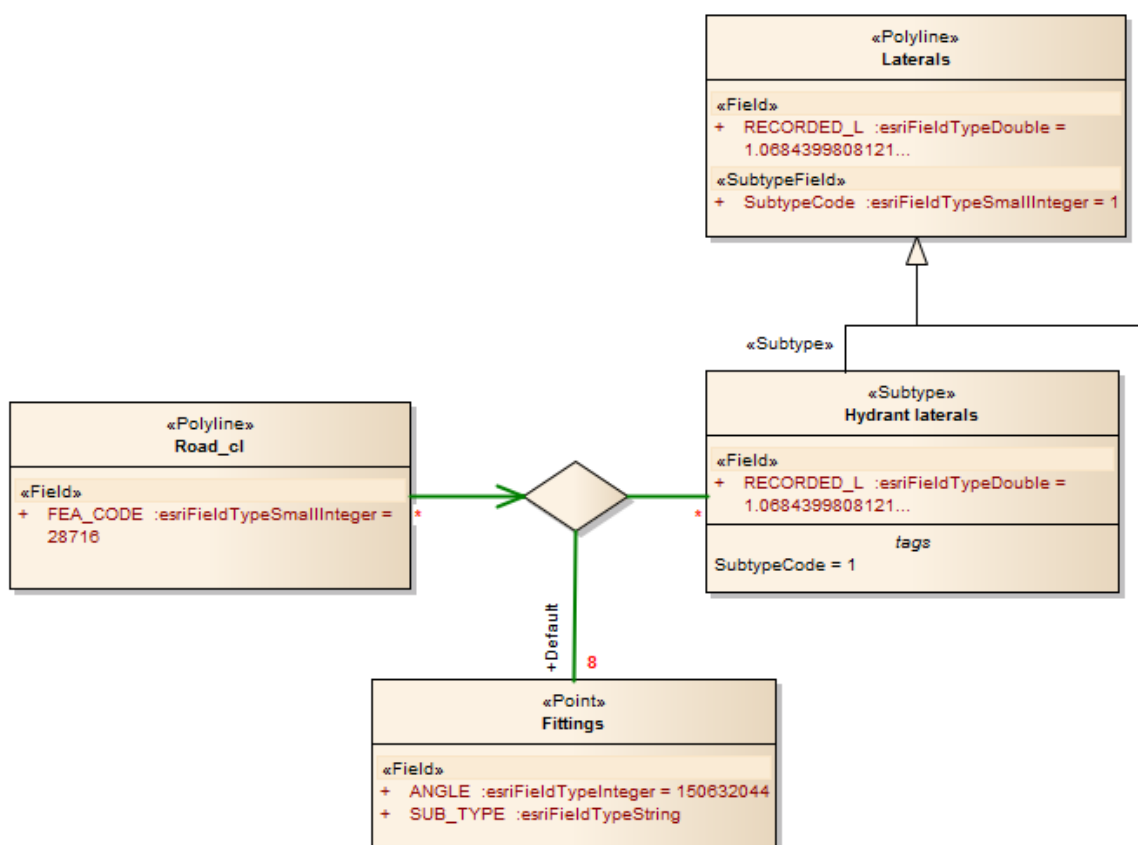 «Polyline»
Laterals
«Field»
+ RECORDED_L :esriFieldTypeDouble =
1.0684399808121...
«SubtypeField»
+ SubtypeCode :esriFieldTypeSmallInteger = 1
«Subtype»
«Subtype»
Hydrant laterals
«Field»
+ RECORDED_L :esriFieldTypeDouble =
1.0684399808121...
tags
SubtypeCode = 1
«Polyline»
Road_cl
«Field»
+ FEA_CODE :esriFieldTypeSmallInteger =
28716
*
*
+Default
8
«Point»
Fittings
«Field»
+ ANGLE :esriFieldTypeInteger = 150632044
+ SUB_TYPE :esriFieldTypeString